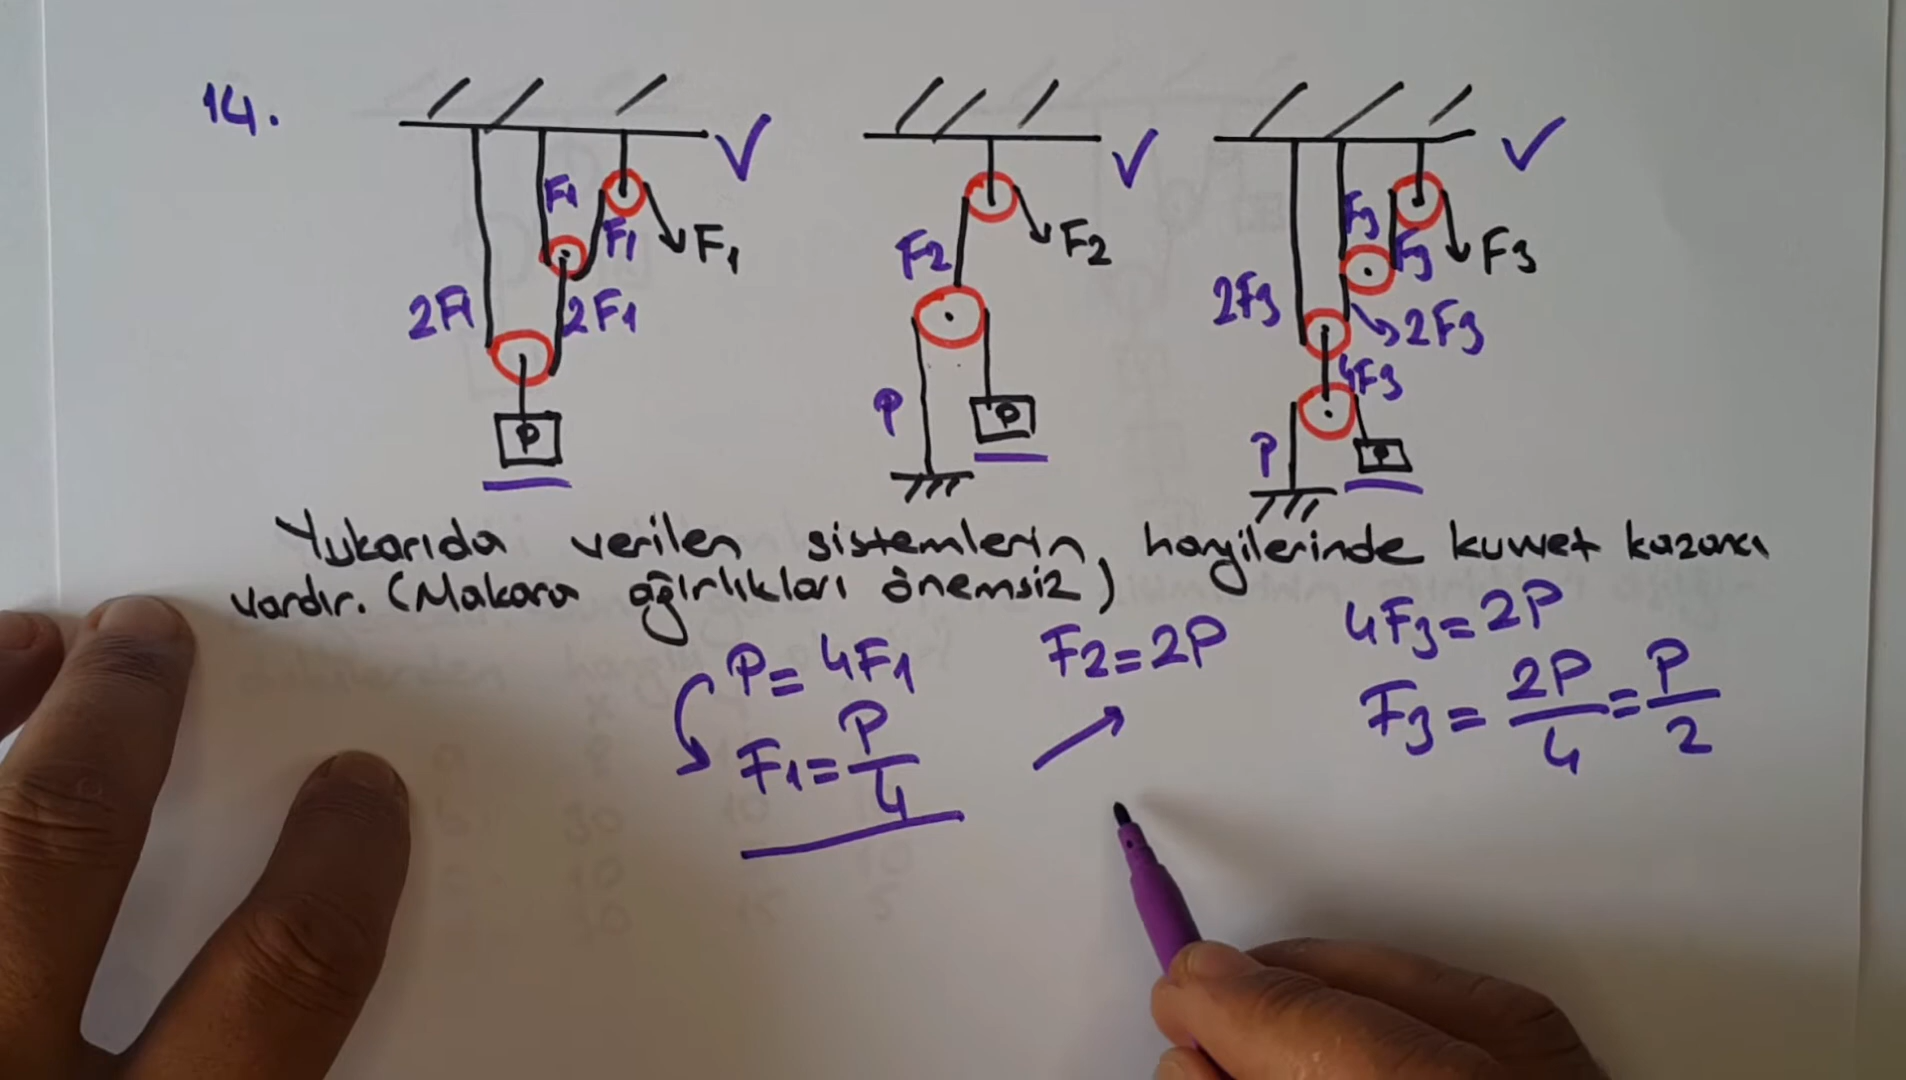 14.
F1
F1
F1
2F1
2F1
P
F2
F2
P
P
F3
F3
F3
2F3
2F3
4F3
P
P
Yukarıda verilen sistemlerin, hangilerinde kuvvet kazancı
vardır. (Makara ağırlıkları önemsiz)
P=4F1
F1=P/4
F2=2P
4F3=2P
F3=2P/4=P/2